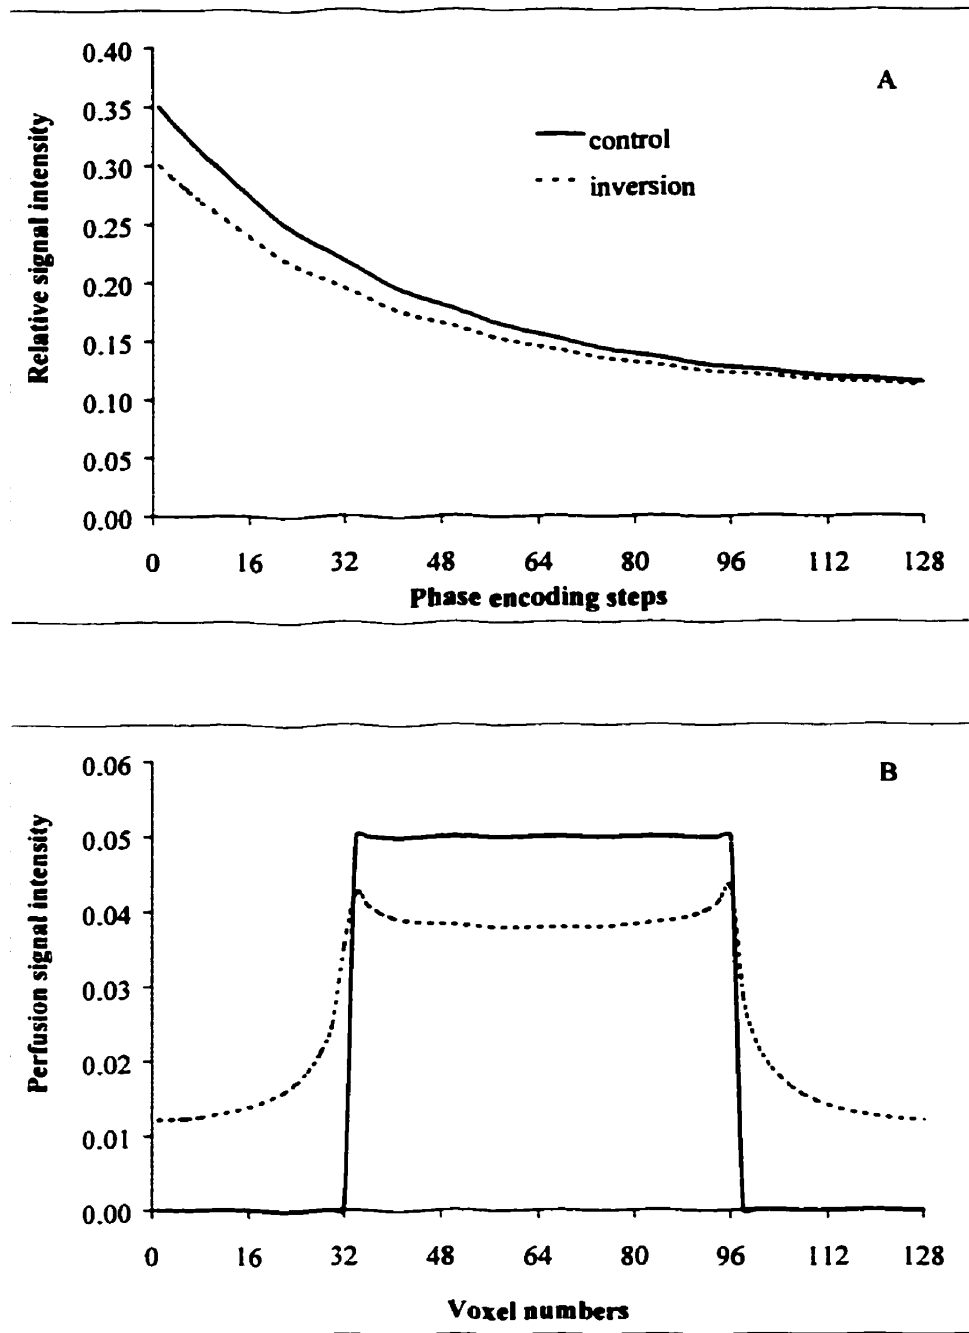 A
0.40
0.35
0.30
0.25
0.20
0.15
0.10
0.05
0.00
Relative signal intensity
control
inversion
0 16 32 48 64 80 96 112 128
Phase encoding steps
B
0.06
0.05
0.04
0.03
0.02
0.01
0.00
Perfusion signal intensity
0 16 32 48 64 80 96 112 128
Voxel numbers